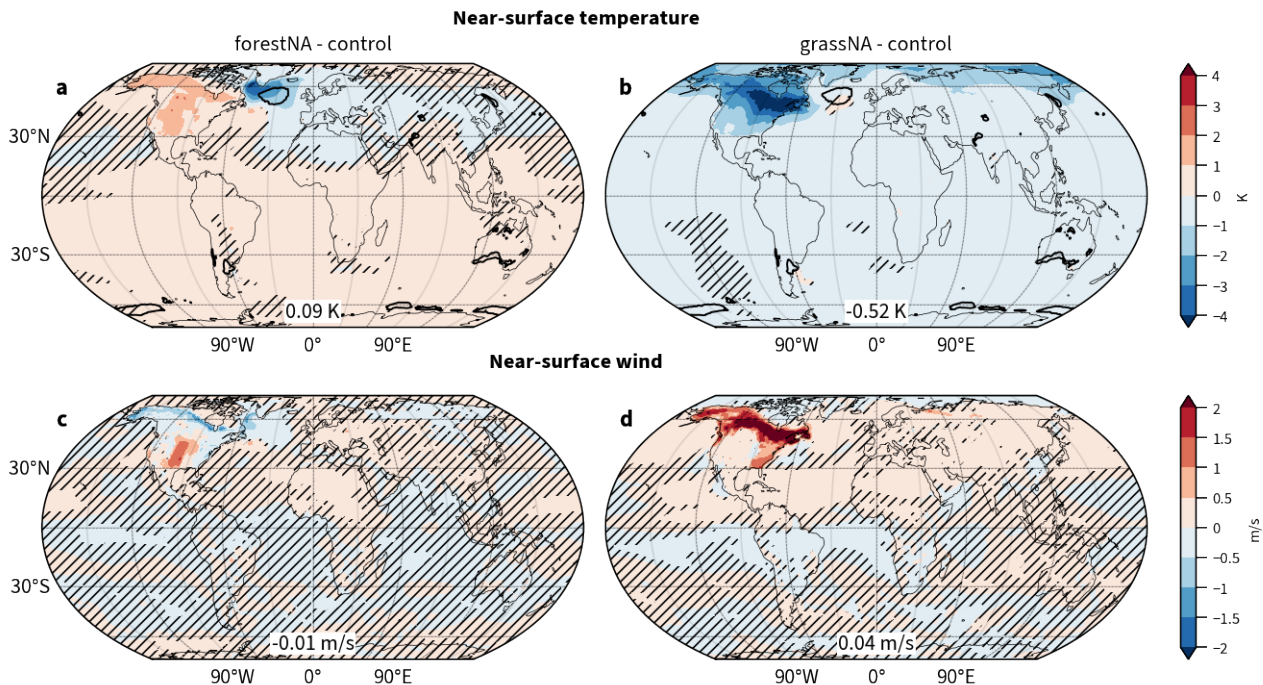 Near-surface temperature
forestNA - control
grassNA - control
a
b
30°N
30°S
0.09 K
-0.52 K
90°W 0° 90°E
90°W 0° 90°E
4
3
2
1
0
−1
−2
−3
−4
K
Near-surface wind
c
d
30°N
30°S
-0.01 m/s
0.04 m/s
90°W 0° 90°E
90°W 0° 90°E
2
1.5
1
0.5
0
−0.5
−1
−1.5
−2
m/s